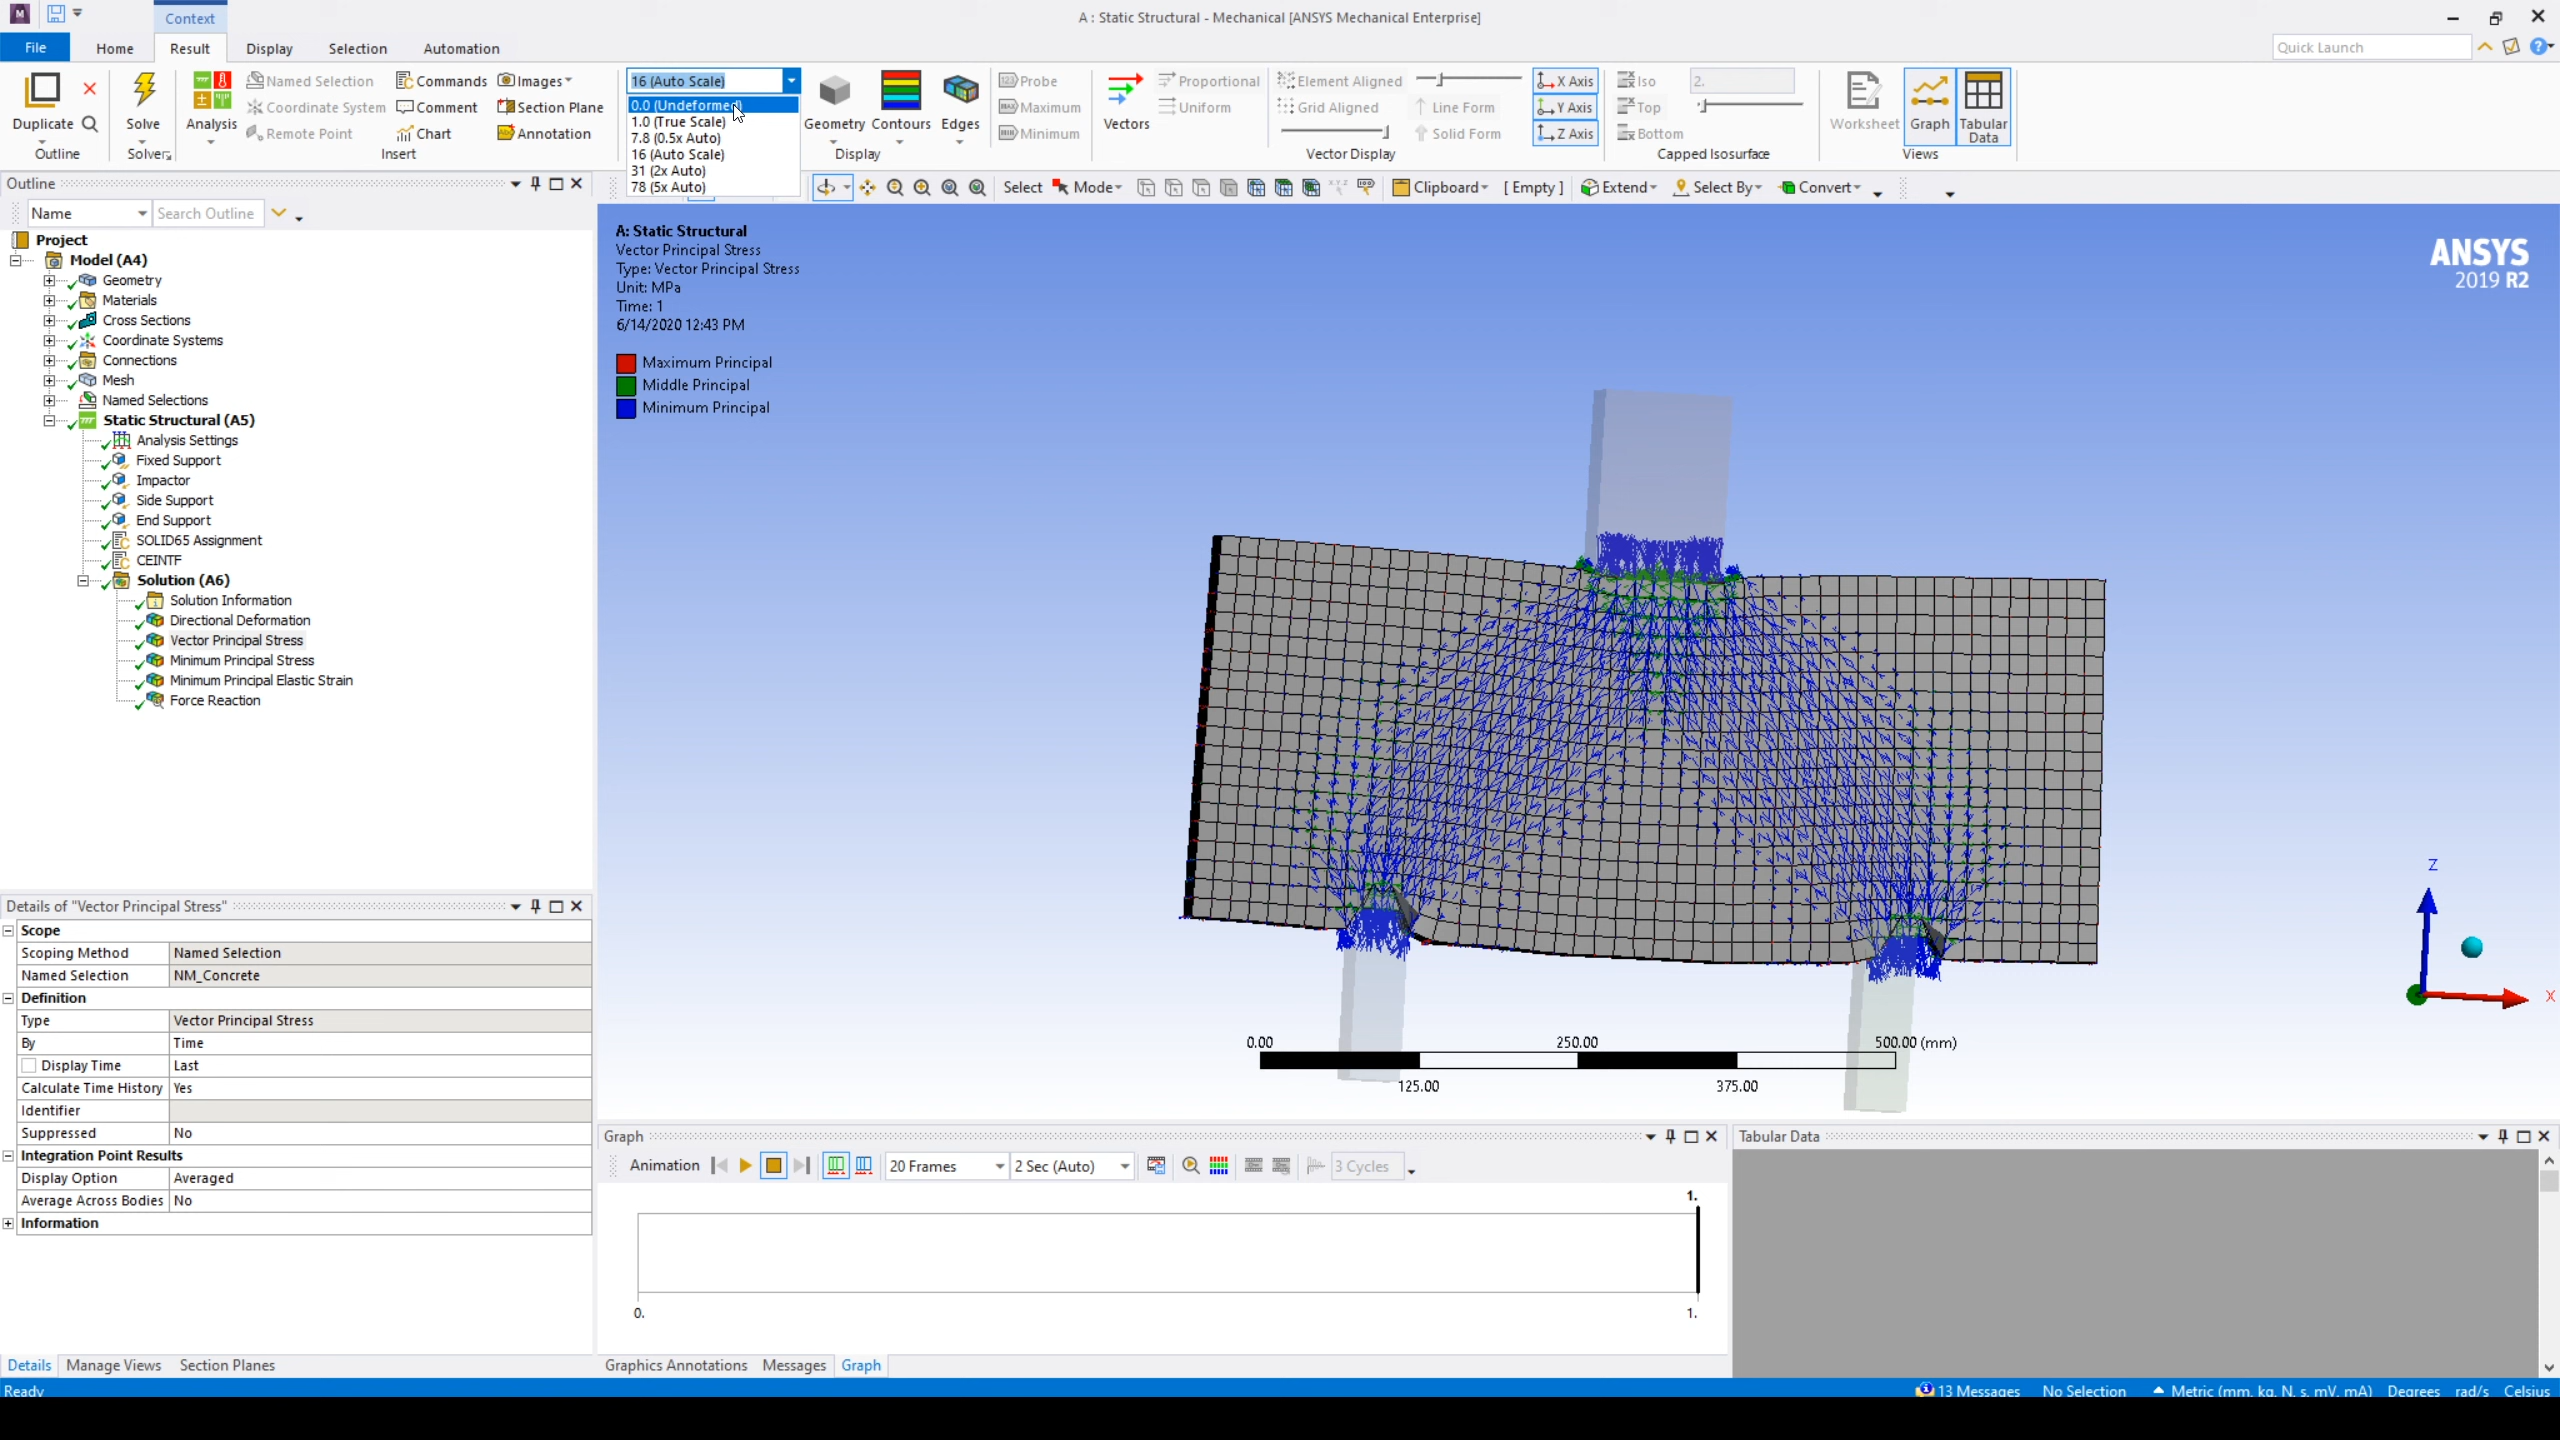 Context
A : Static Structural - Mechanical [ANSYS Mechanical Enterprise]
File Home Result Display Selection Automation
Quick Launch
Duplicate
Outline
Solve
Solver
Analysis
Named Selection
Coordinate System
Remote Point
Commands
Comment
Chart
Images
Section Plane
Annotation
Insert
16 (Auto Scale)
0.0 (Undeformed)
1.0 (True Scale)
7.8 (0.5x Auto)
16 (Auto Scale)
31 (2x Auto)
78 (5x Auto)
Geometry Contours Edges
Display
Probe
Maximum
Minimum
Vectors
Proportional
Uniform
Element Aligned
Grid Aligned
Line Form
Solid Form
X Axis
Y Axis
Z Axis
Vector Display
Iso
Top
Bottom
2.
Capped Isosurface
Worksheet Graph Tabular Data
Views
Select Mode Clipboard [ Empty ] Extend Select By Convert
Outline
Name Search Outline
Project
Model (A4)
Geometry
Materials
Cross Sections
Coordinate Systems
Connections
Mesh
Named Selections
Static Structural (A5)
Analysis Settings
Fixed Support
Impactor
Side Support
End Support
SOLID65 Assignment
CEINTF
Solution (A6)
Solution Information
Directional Deformation
Vector Principal Stress
Minimum Principal Stress
Minimum Principal Elastic Strain
Force Reaction
A: Static Structural
Vector Principal Stress
Type: Vector Principal Stress
Unit: MPa
Time: 1
6/14/2020 12:43 PM
Maximum Principal
Middle Principal
Minimum Principal
ANSYS
2019 R2
Z
X
0.00 250.00 500.00 (mm)
125.00 375.00
Details of "Vector Principal Stress"
Scope
Scoping Method Named Selection
Named Selection NM_Concrete
Definition
Type Vector Principal Stress
By Time
Display Time Last
Calculate Time History Yes
Identifier
Suppressed No
Integration Point Results
Display Option Averaged
Average Across Bodies No
Information
Details Manage Views Section Planes
Graph
Animation 20 Frames 2 Sec (Auto) 3 Cycles
1.
0. 1.
Graphics Annotations Messages Graph
Tabular Data
Ready
13 Messages No Selection Metric (mm, kg, N, s, mV, mA) Degrees rad/s Celsius